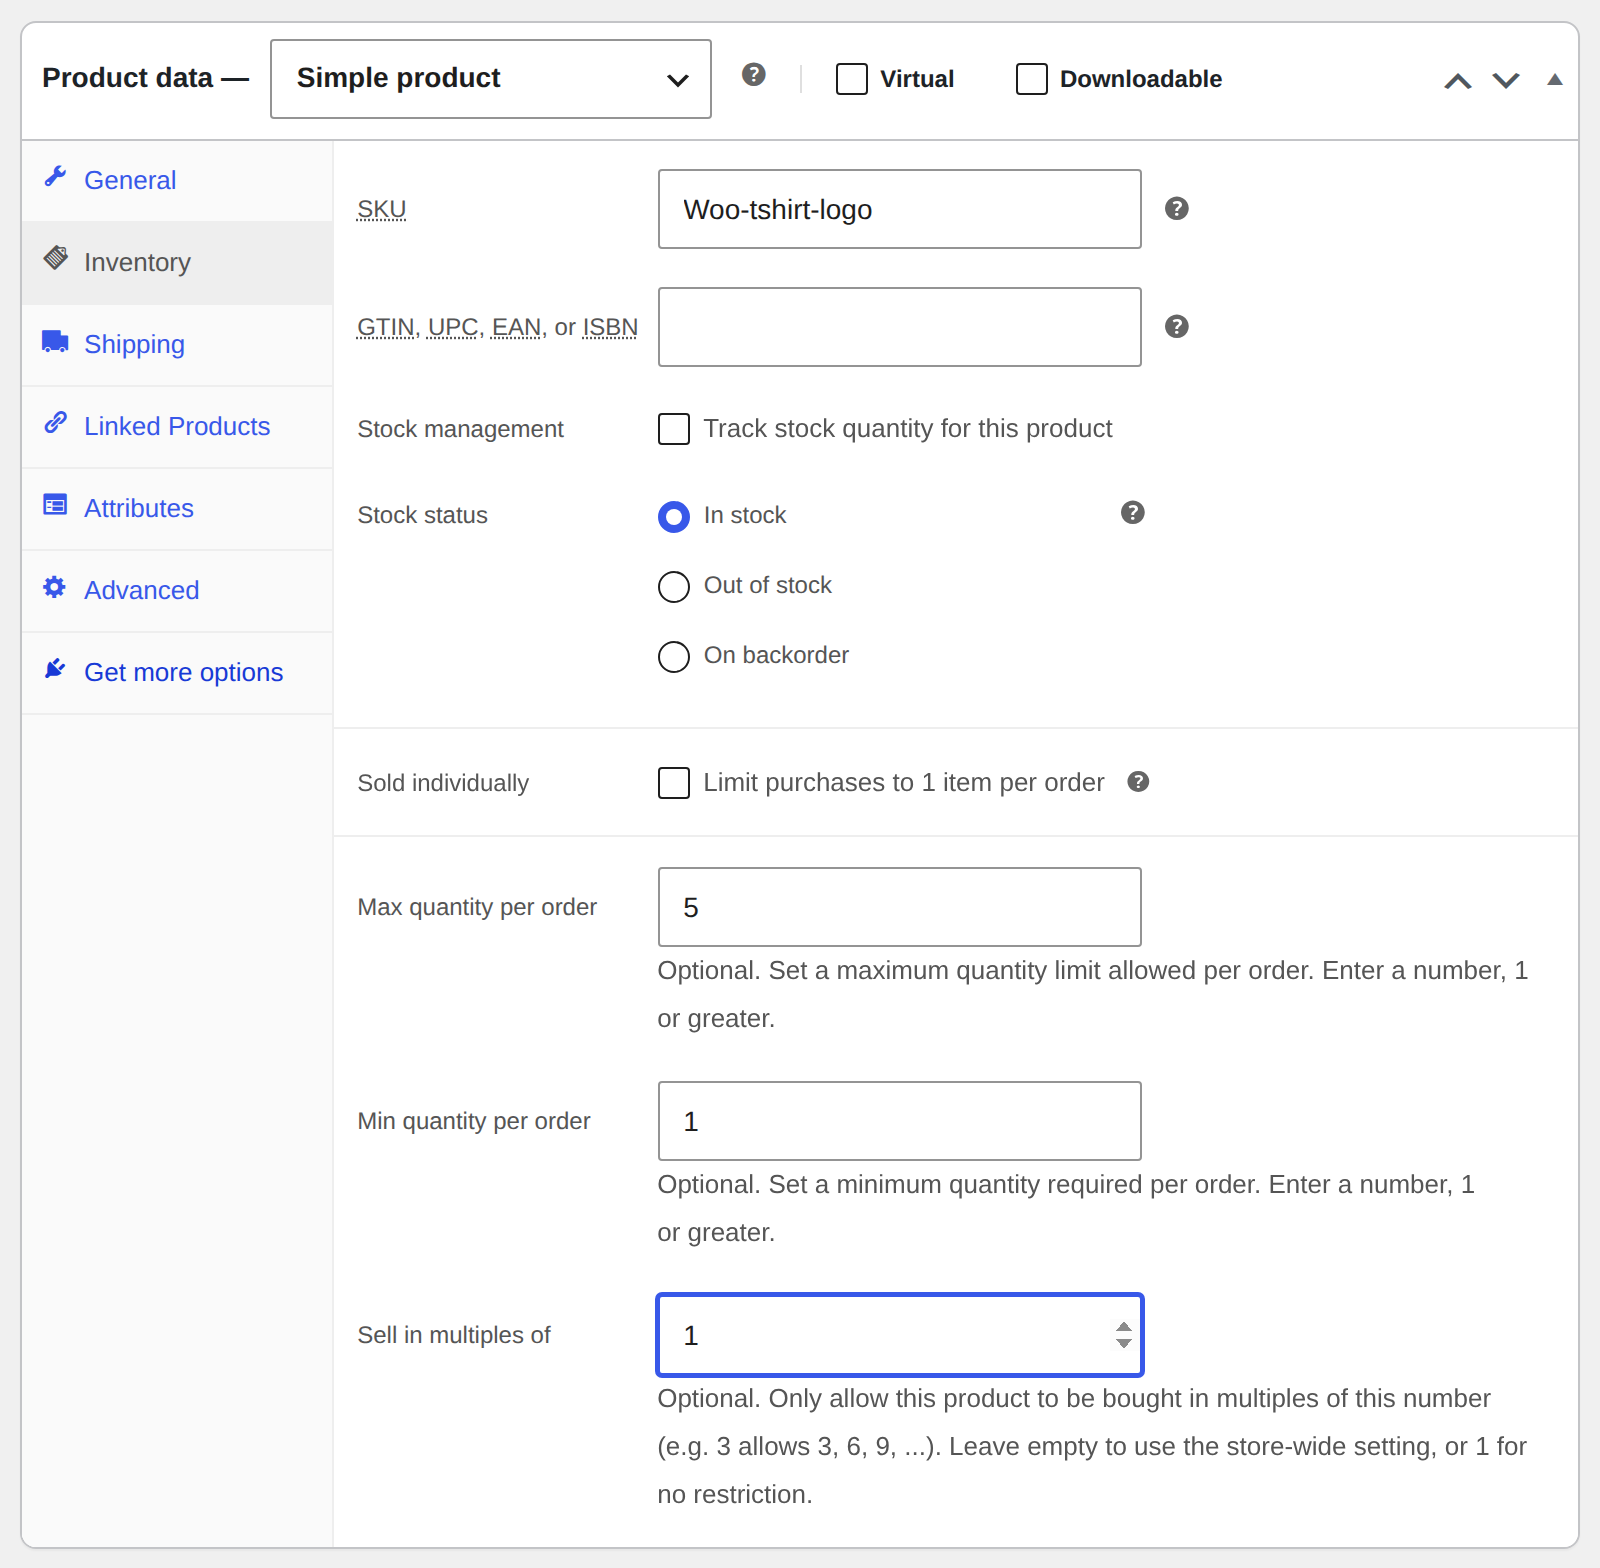 Product data — Simple product Virtual Downloadable
General
Inventory
Shipping
Linked Products
Attributes
Advanced
Get more options
SKU Woo-tshirt-logo
GTIN, UPC, EAN, or ISBN
Stock management Track stock quantity for this product
Stock status In stock
Out of stock
On backorder
Sold individually Limit purchases to 1 item per order
Max quantity per order 5
Optional. Set a maximum quantity limit allowed per order. Enter a number, 1
or greater.
Min quantity per order 1
Optional. Set a minimum quantity required per order. Enter a number, 1
or greater.
Sell in multiples of 1
Optional. Only allow this product to be bought in multiples of this number
(e.g. 3 allows 3, 6, 9, ...). Leave empty to use the store-wide setting, or 1 for
no restriction.